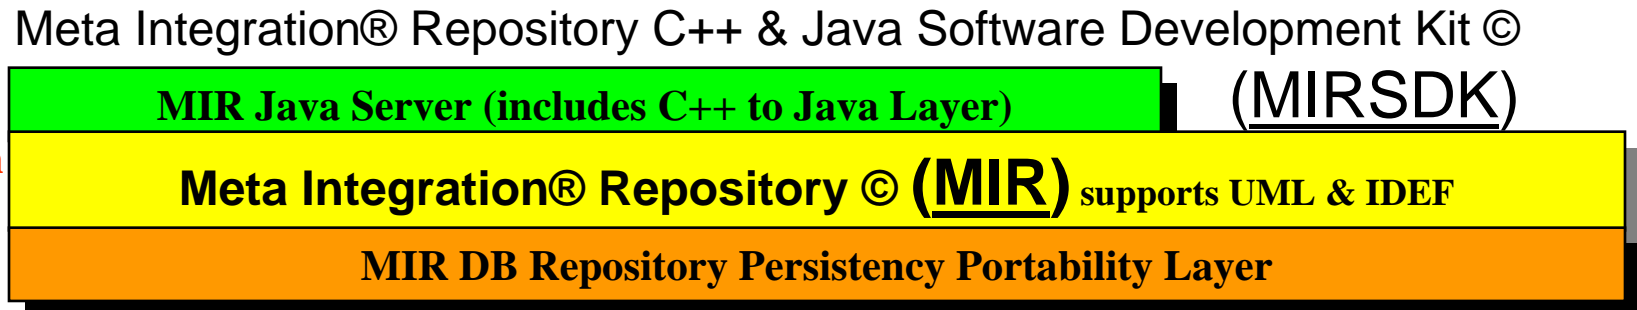 Meta Integration® Repository C++ & Java Software Development Kit ©
(MIRSDK)
MIR Java Server (includes C++ to Java Layer)
Meta Integration® Repository © (MIR) supports UML & IDEF
MIR DB Repository Persistency Portability Layer